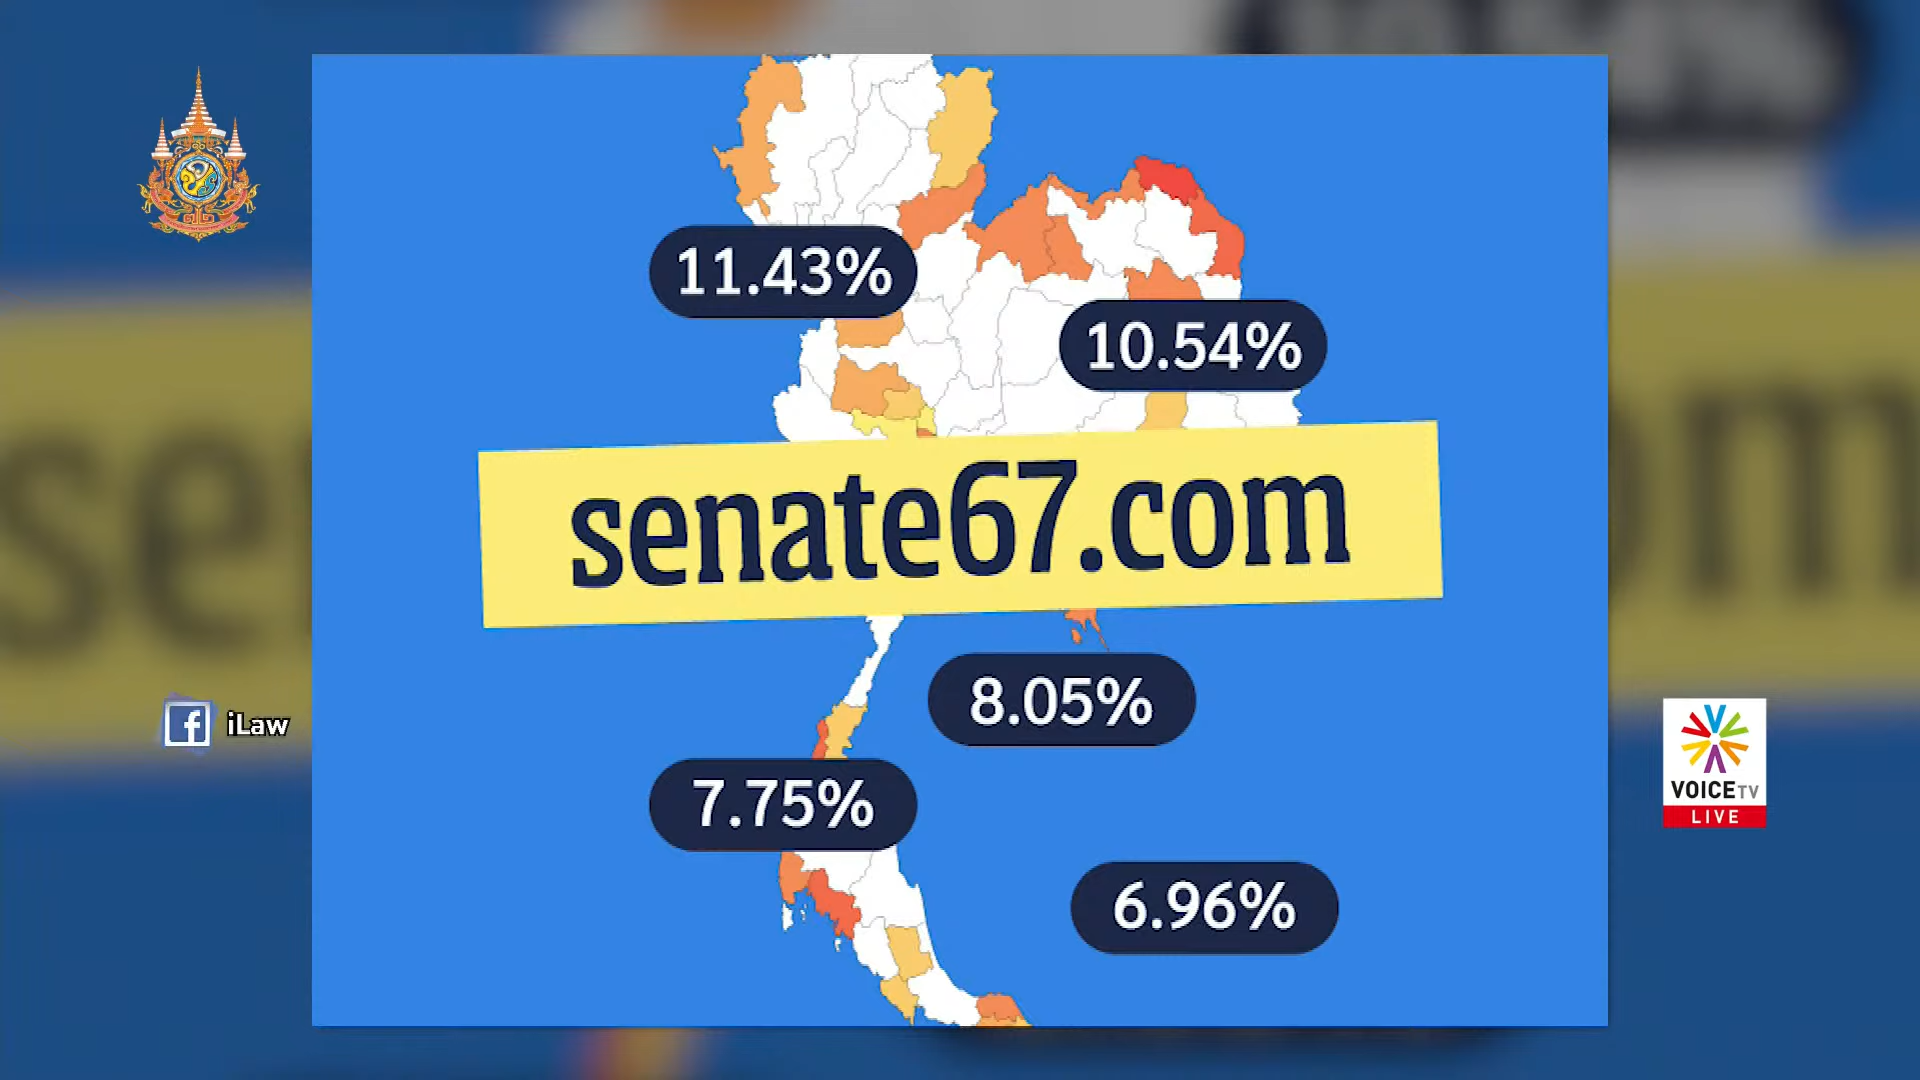 11.43%
10.54%
senate67.com
8.05%
7.75%
6.96%
iLaw
VOICE TV
LIVE